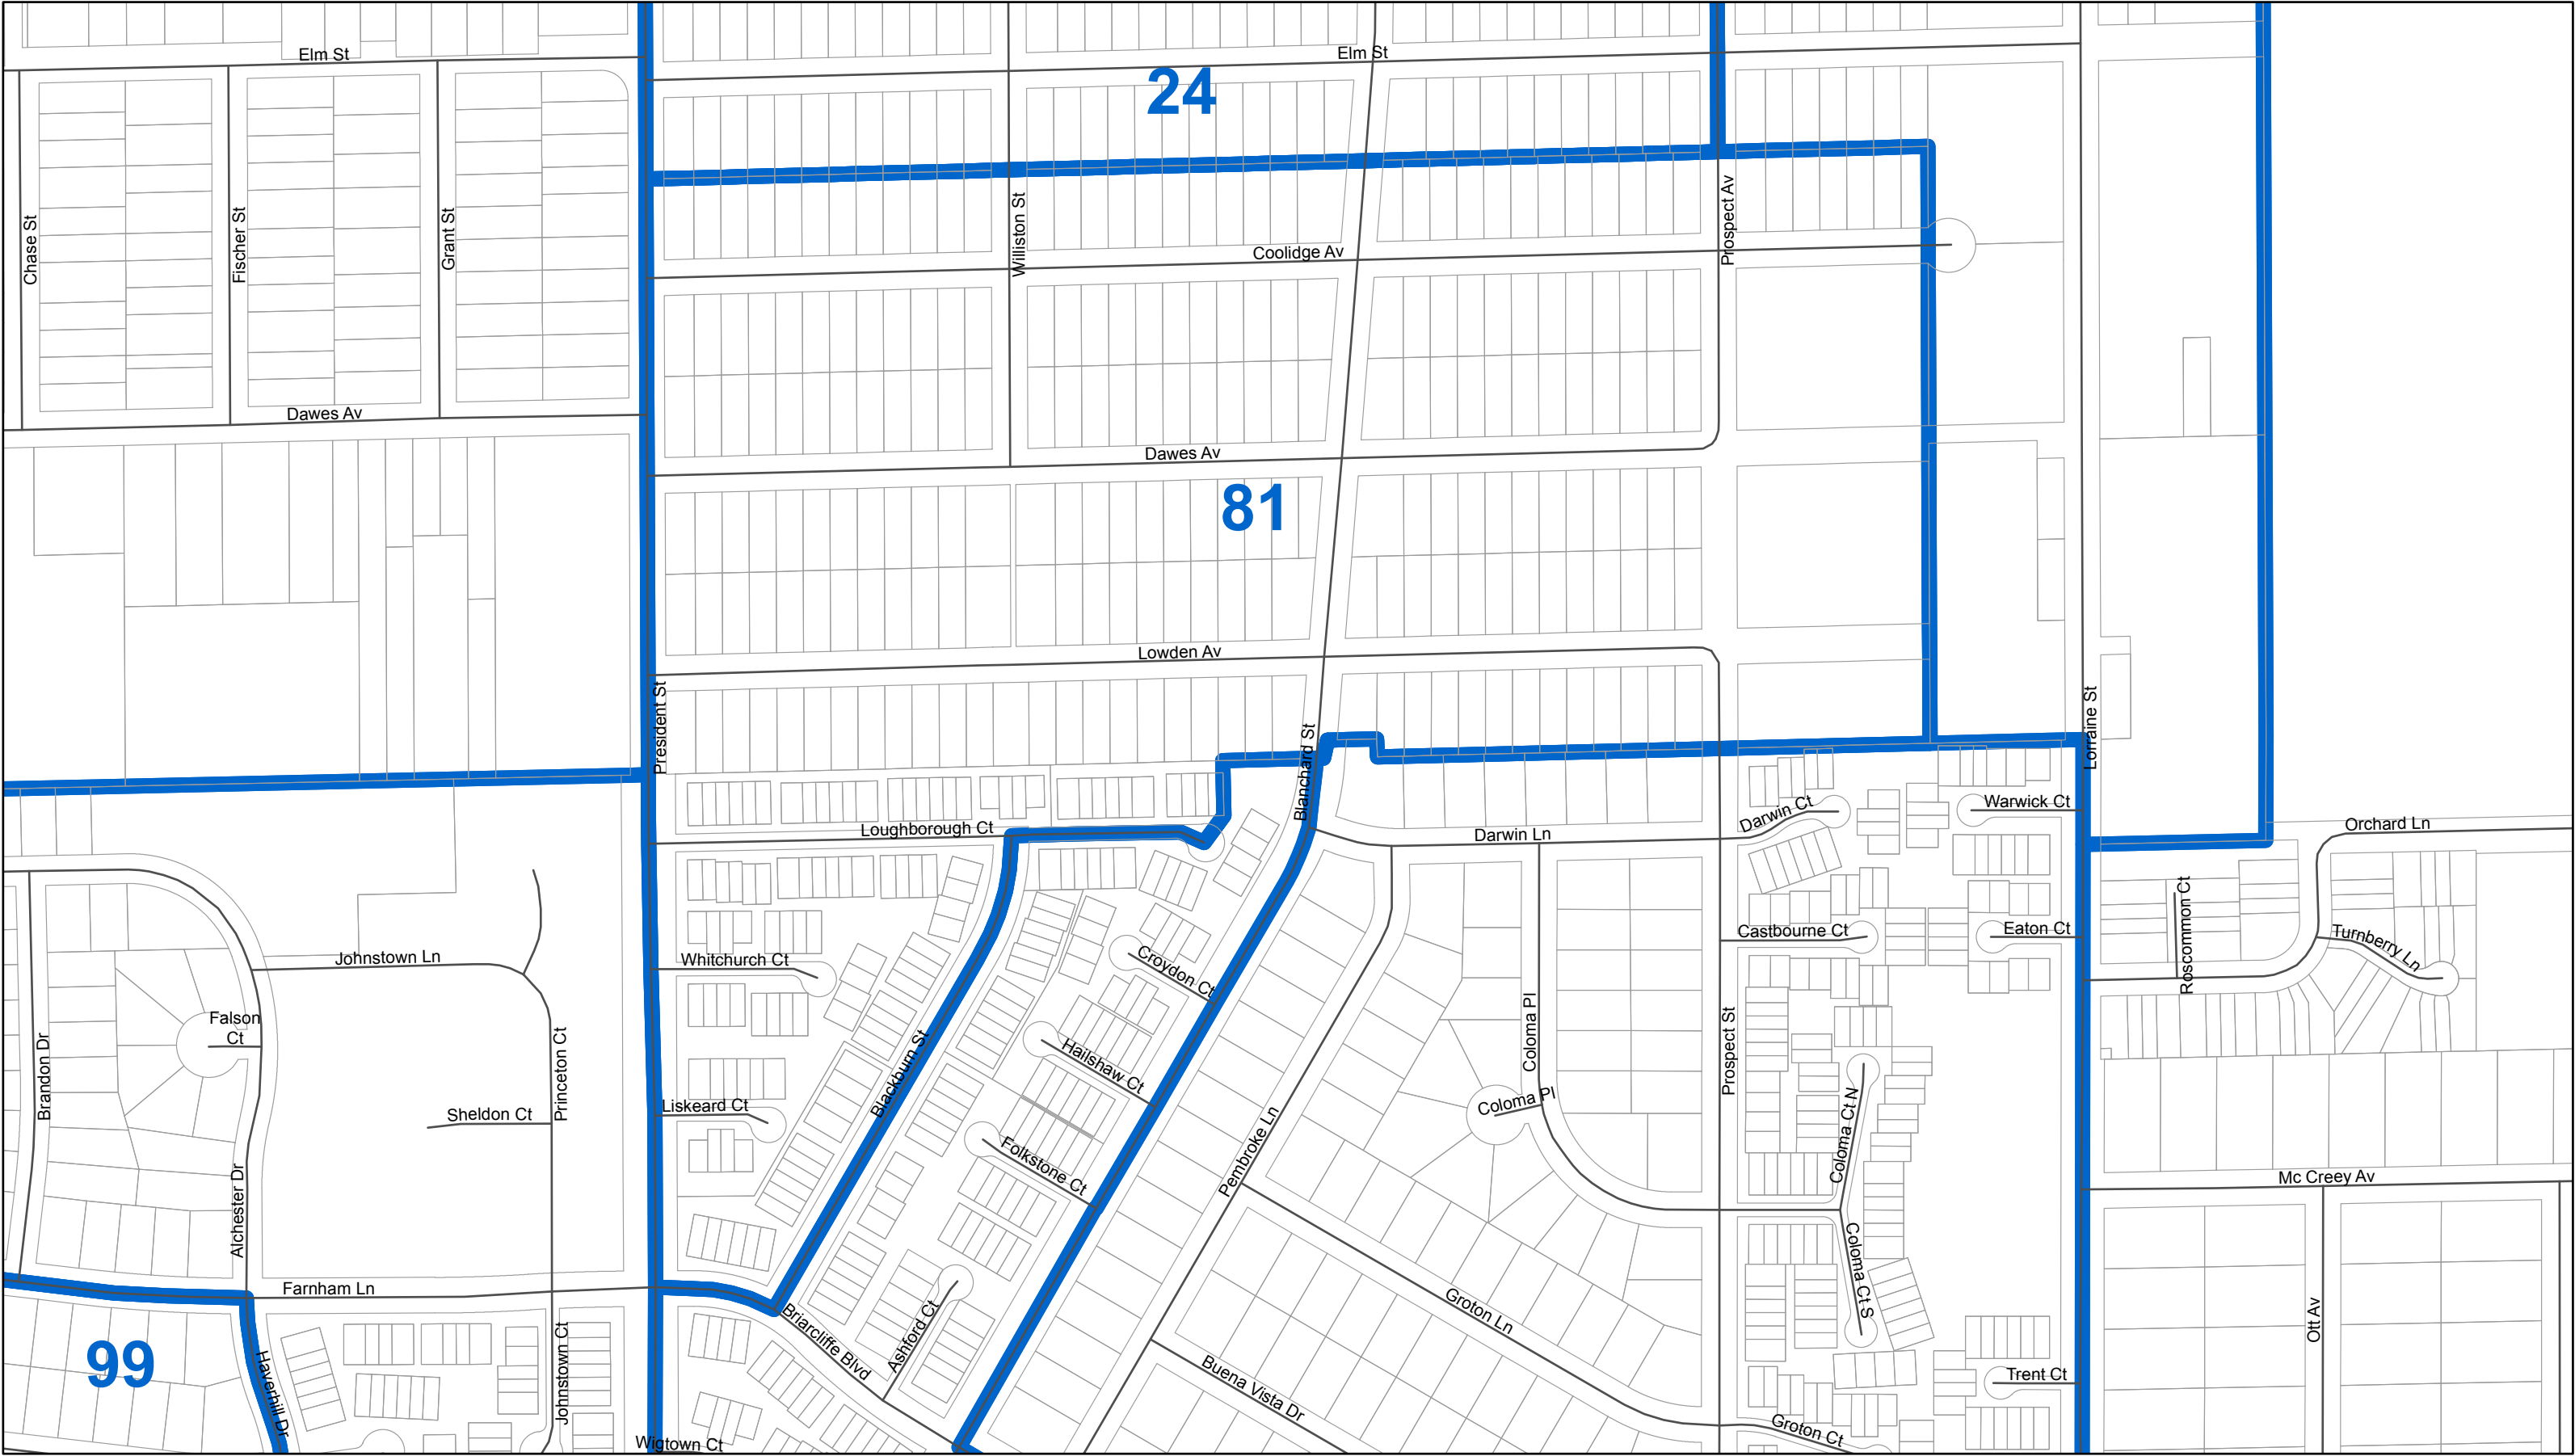 Elm St
Elm St
24
Chase St
Fischer St
Grant St
Williston St
Prospect Av
Coolidge Av
Dawes Av
Dawes Av
81
Lowden Av
President St
Blanchard St
Lorraine St
Loughborough Ct
Darwin Ln
Darwin Ct
Warwick Ct
Orchard Ln
Roscommon Ct
Turnberry Ln
Castbourne Ct
Eaton Ct
Johnstown Ln
Whitchurch Ct
Croydon Ct
Falson
Ct
Brandon Dr
Princeton Ct
Blackburn St
Hailshaw Ct
Coloma Pl
Coloma Pl
Prospect St
Liskeard Ct
Sheldon Ct
Coloma Ct N
Folkstone Ct
Pembroke Ln
Mc Creey Av
Alchester Dr
Farnham Ln
Coloma Ct S
Groton Ln
Ott Av
99
Haverhill Dr
Johnstown Ct
Briarcliffe Blvd
Ashford Ct
Buena Vista Dr
Trent Ct
Groton Ct
Wigtown Ct